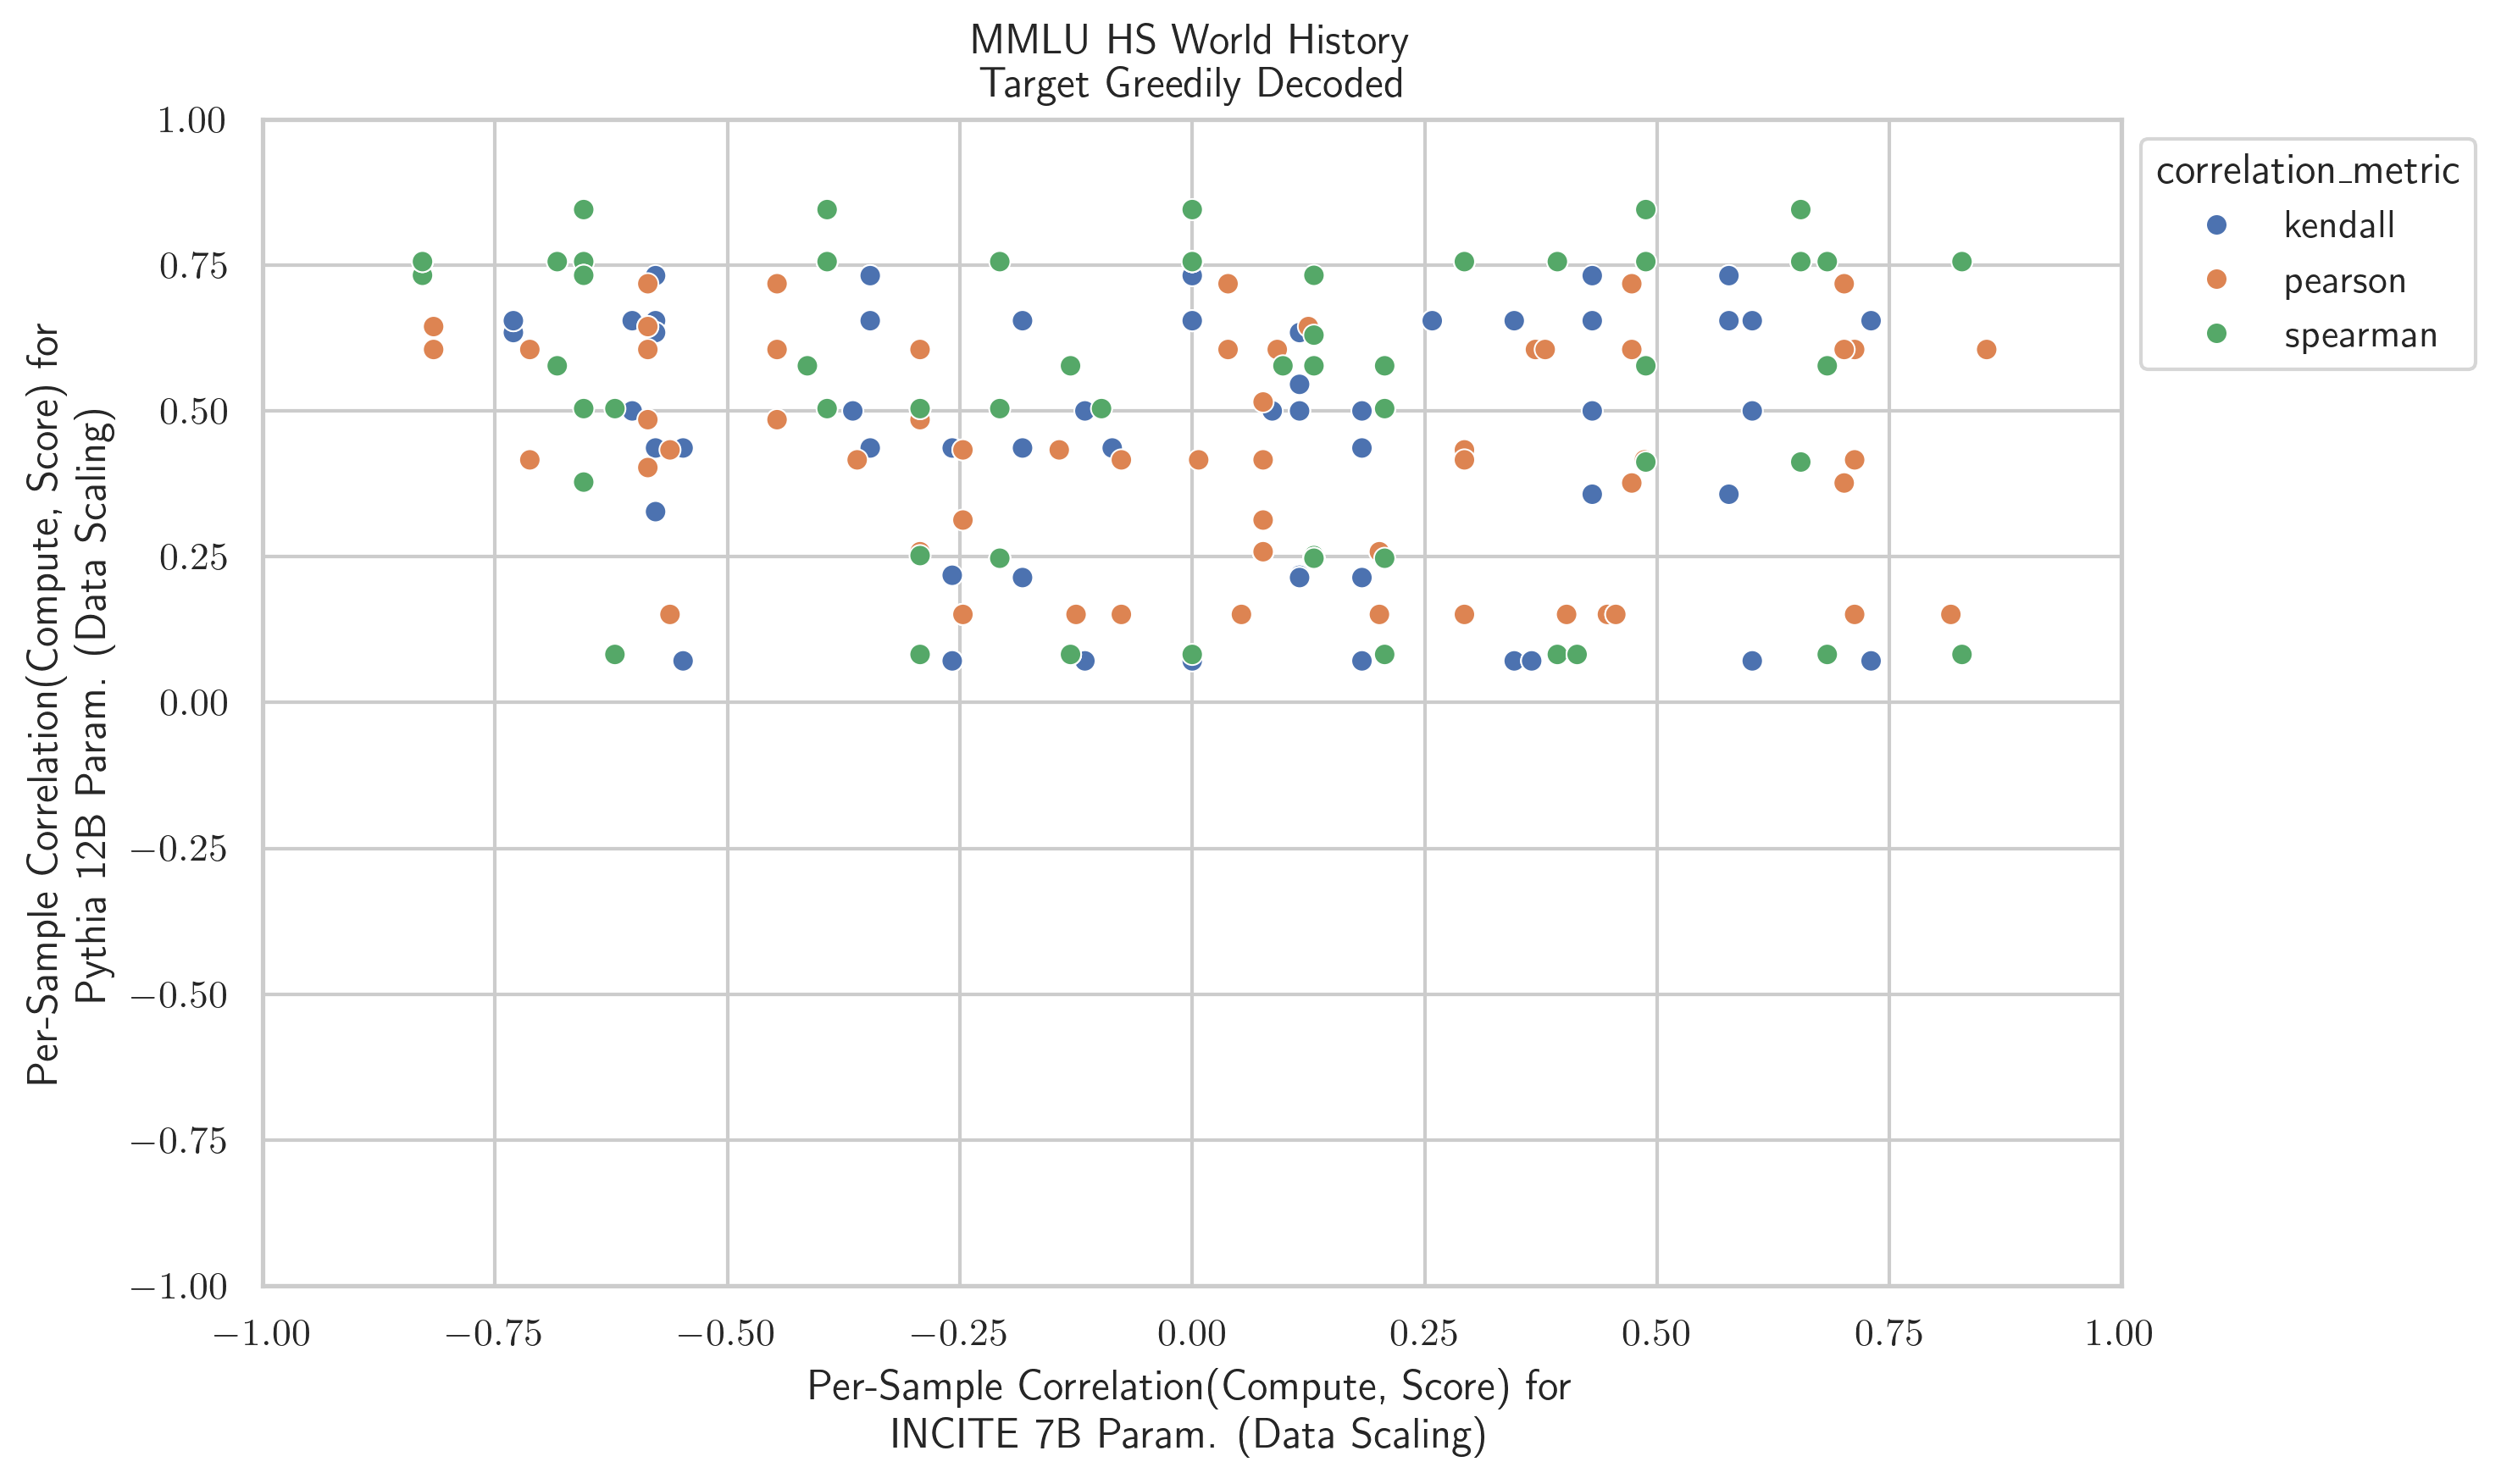 MMLU HS World History
Target Greedily Decoded
1.00
0.75
0.50
0.25
0.00
−0.25
−0.50
−0.75
−1.00
Per-Sample Correlation(Compute, Score) for
Pythia 12B Param. (Data Scaling)
−1.00 −0.75 −0.50 −0.25 0.00 0.25 0.50 0.75 1.00
Per-Sample Correlation(Compute, Score) for
INCITE 7B Param. (Data Scaling)
correlation_metric
kendall
pearson
spearman